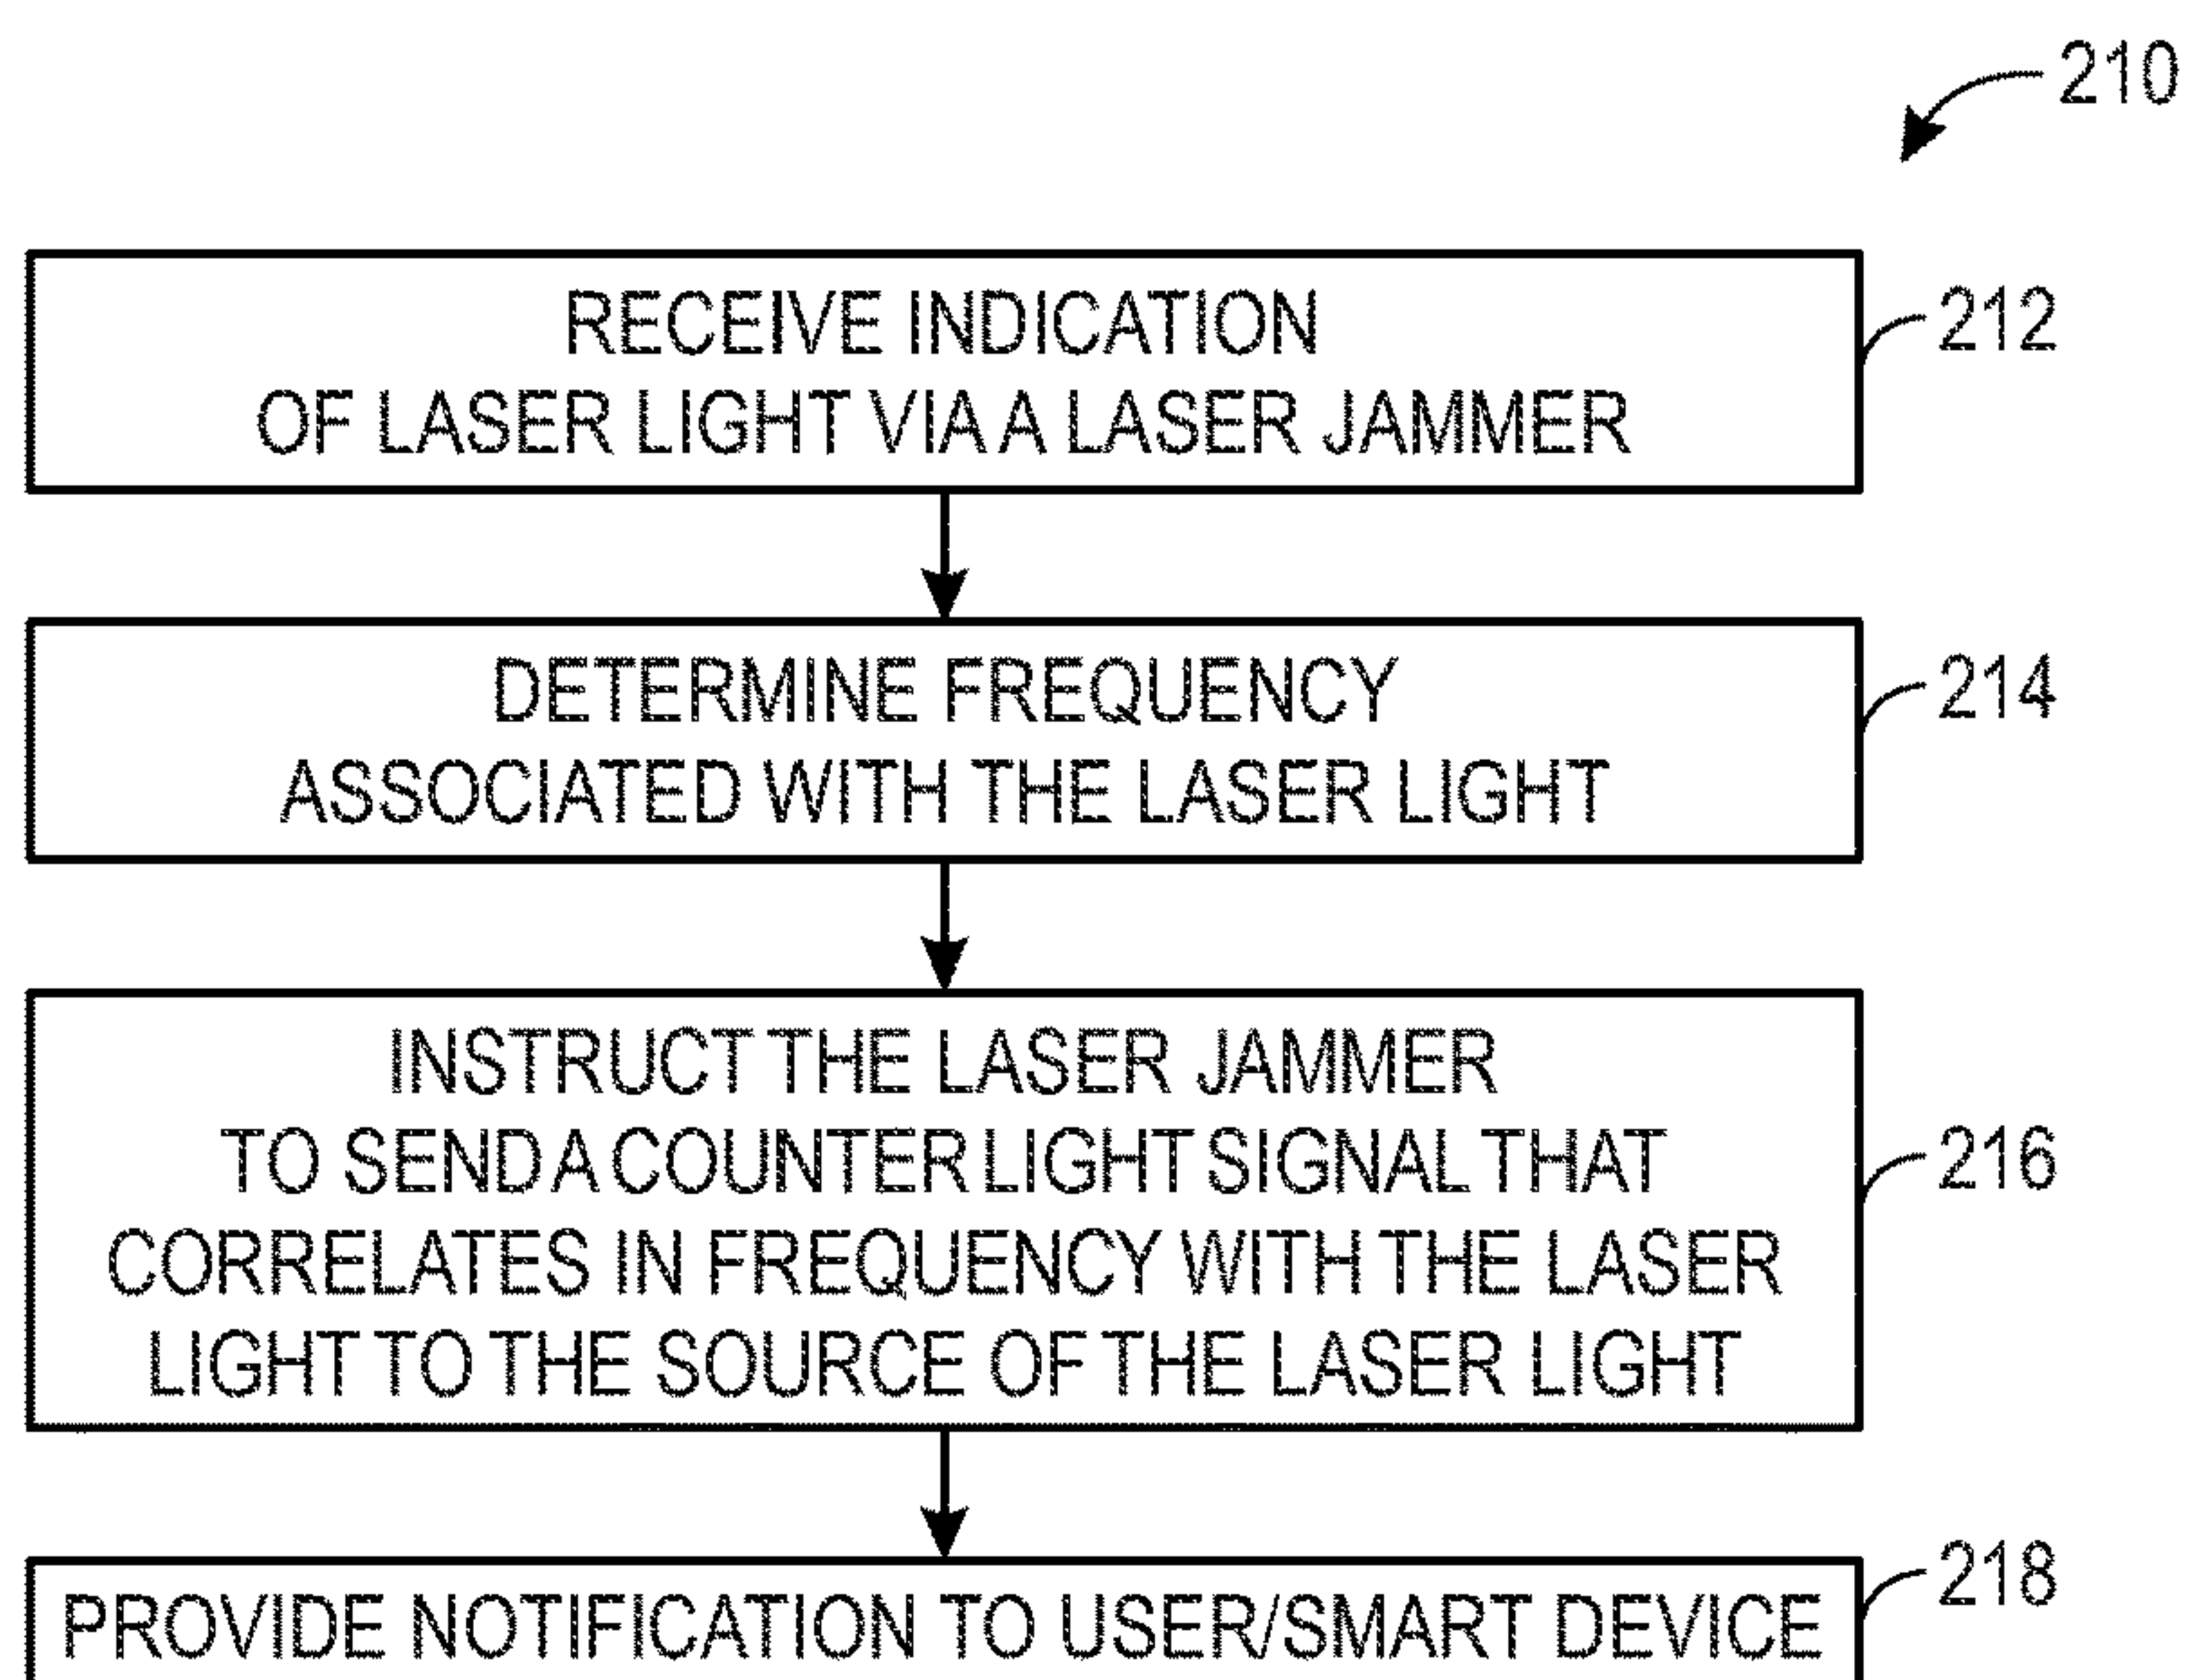 210
RECEIVE INDICATION
OF LASER LIGHT VIA A LASER JAMMER
212
DETERMINE FREQUENCY
ASSOCIATED WITH THE LASER LIGHT
214
INSTRUCT THE LASER JAMMER
TO SEND A COUNTER LIGHT SIGNAL THAT
CORRELATES IN FREQUENCY WITH THE LASER
LIGHT TO THE SOURCE OF THE LASER LIGHT
216
PROVIDE NOTIFICATION TO USER/SMART DEVICE
218